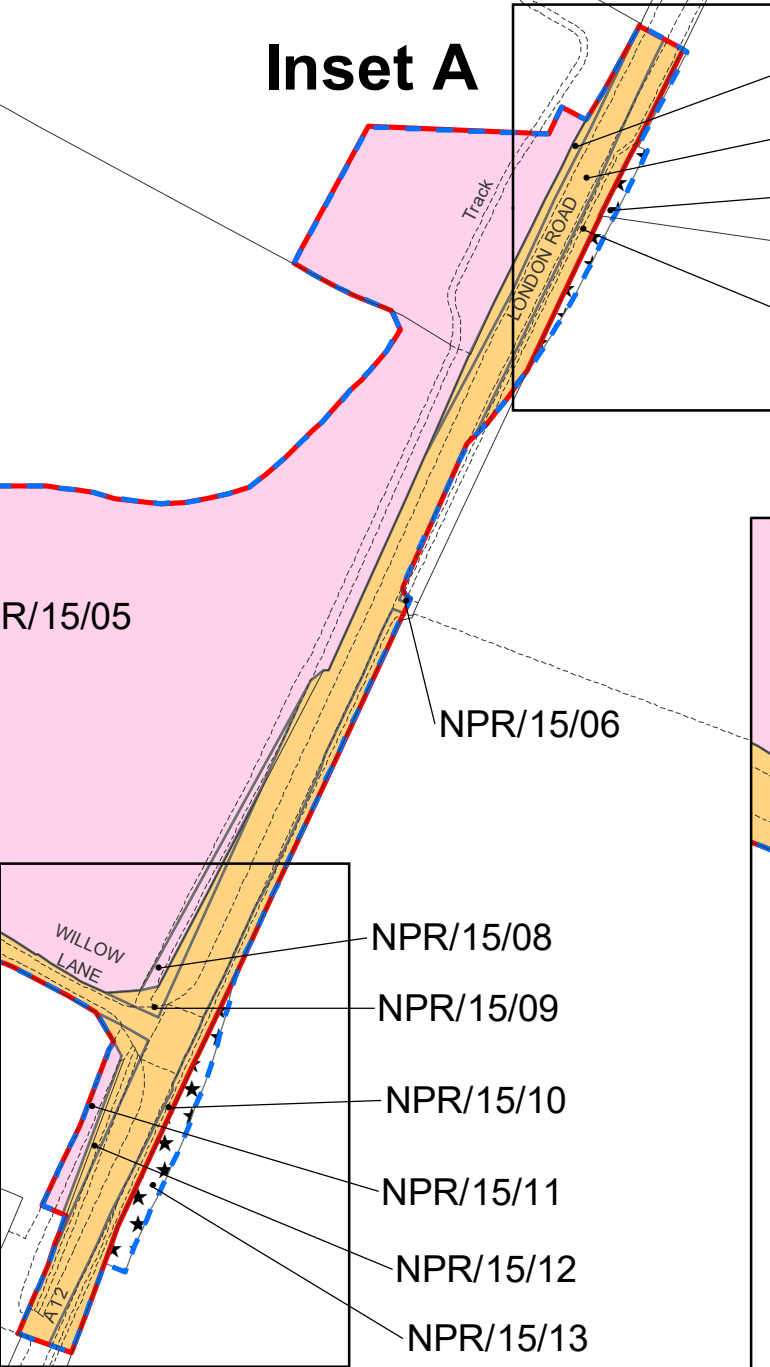 Inset A
Track
LONDON ROAD
R/15/05
NPR/15/06
WILLOW
LANE
NPR/15/08
NPR/15/09
NPR/15/10
NPR/15/11
NPR/15/12
A12
NPR/15/13